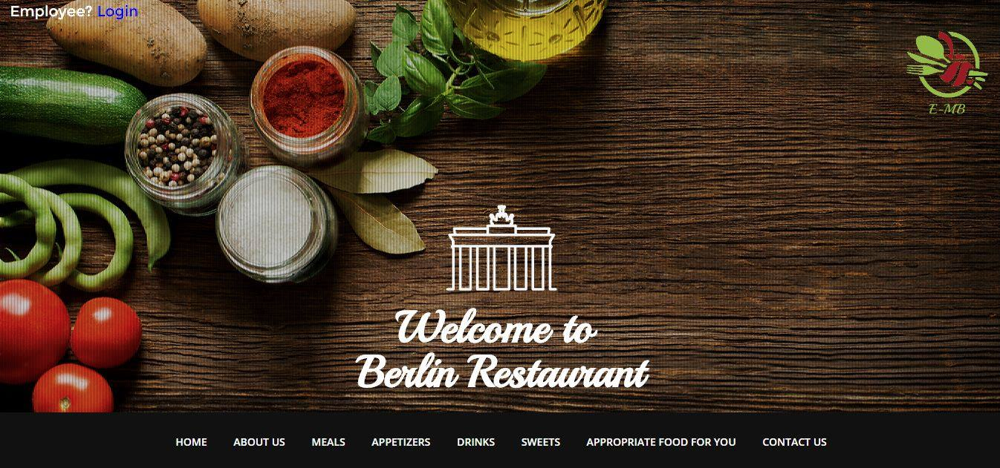 Employee? Login
E-MB
Welcome to
Berlin Restaurant
HOME ABOUT US MEALS APPETIZERS DRINKS SWEETS APPROPRIATE FOOD FOR YOU CONTACT US